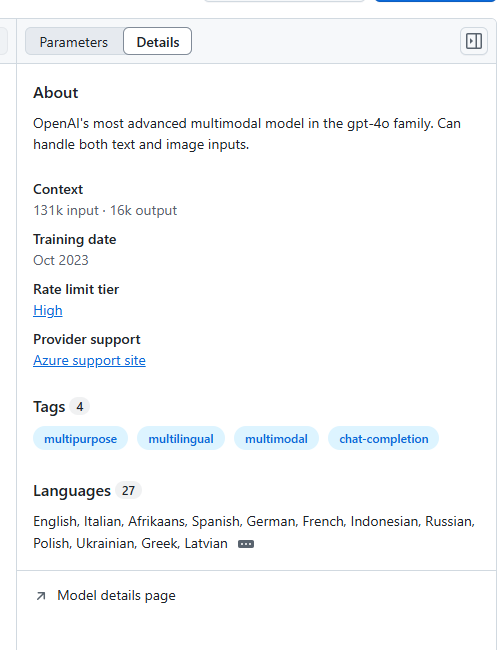 Parameters
Details
About
OpenAI's most advanced multimodal model in the gpt-4o family. Can
handle both text and image inputs.
Context
131k input · 16k output
Training date
Oct 2023
Rate limit tier
High
Provider support
Azure support site
Tags 4
multipurpose multilingual multimodal chat-completion
Languages 27
English, Italian, Afrikaans, Spanish, German, French, Indonesian, Russian,
Polish, Ukrainian, Greek, Latvian
Model details page